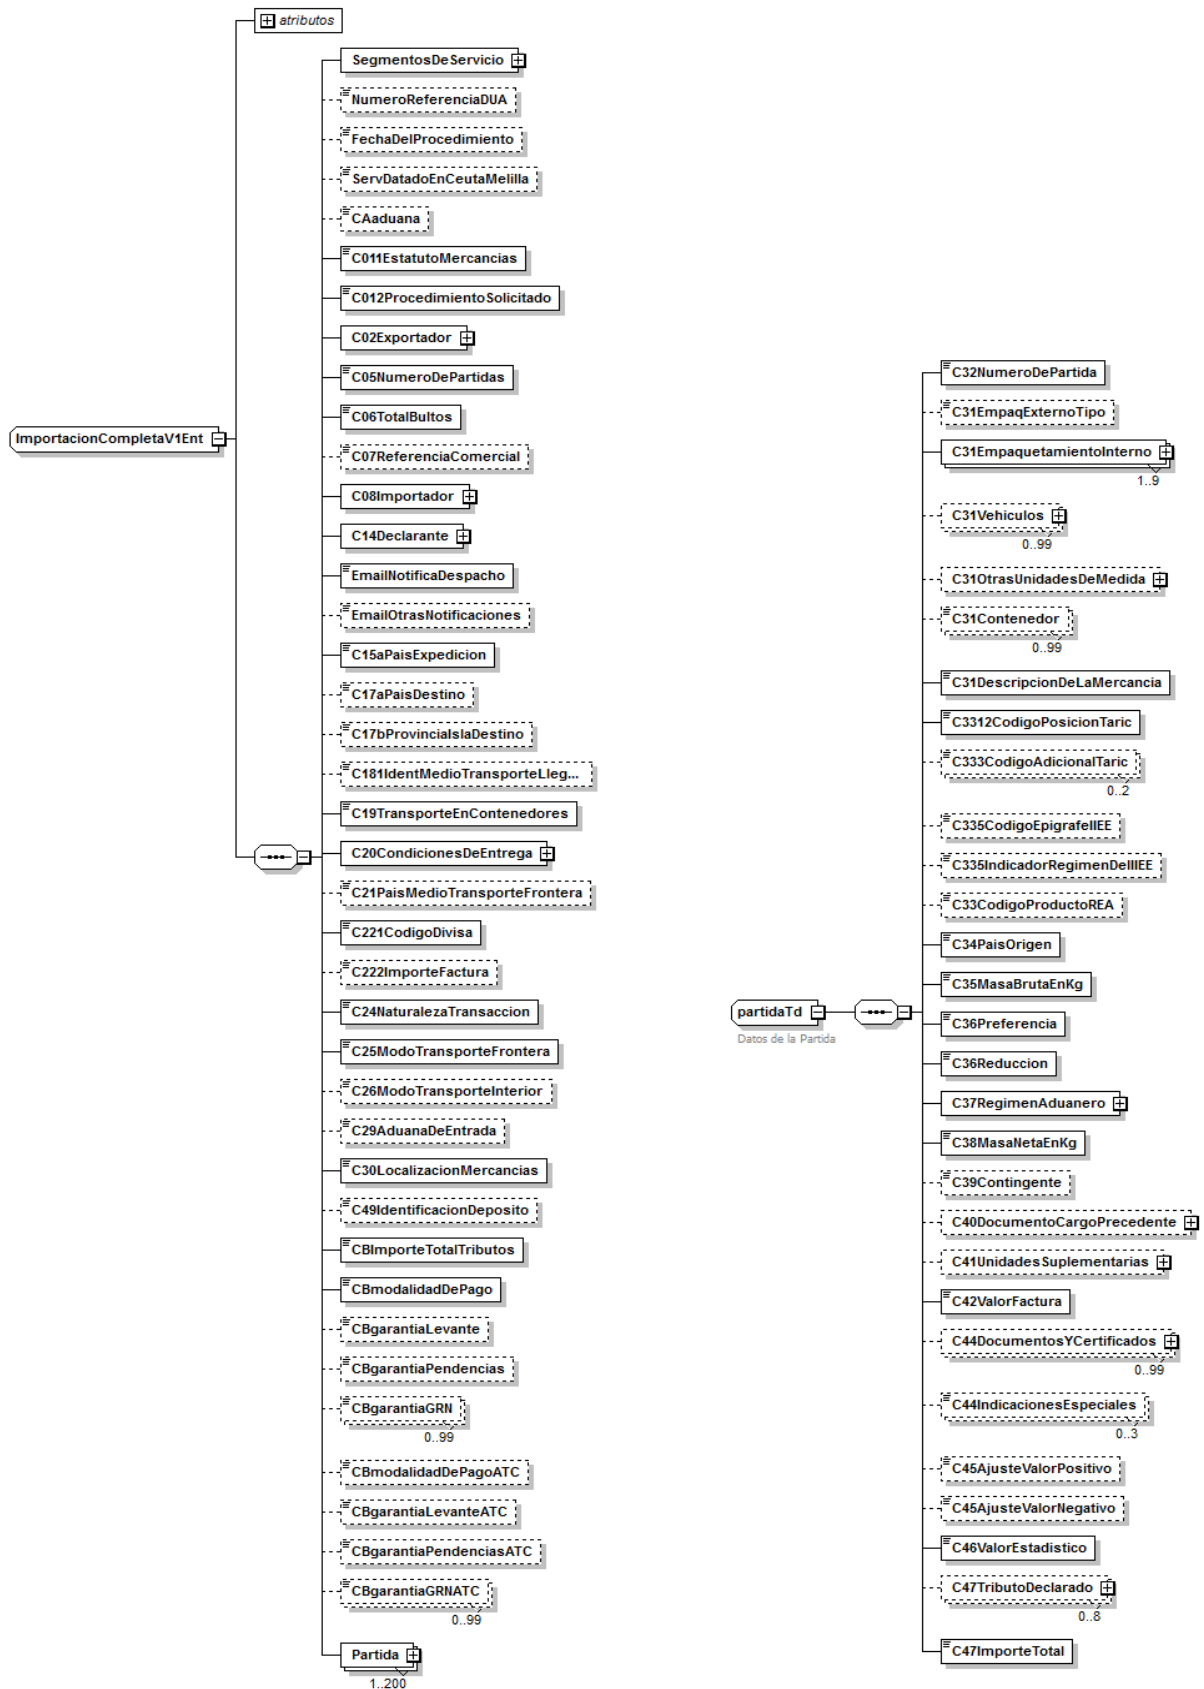 atributos
SegmentosDeServicio
NumeroReferenciaDUA
FechaDelProcedimiento
ServDatadoEnCeutaMelilla
CAaduana
C011EstatutoMercancias
C012ProcedimientoSolicitado
C02Exportador
C05NumeroDePartidas
ImportacionCompletaV1Ent
C06TotalBultos
C07ReferenciaComercial
C08Importador
C14Declarante
EmailNotificaDespacho
EmailOtrasNotificaciones
C15aPaisExpedicion
C17aPaisDestino
C17bProvinciaIslaDestino
C181IdentMedioTransporteLleg...
C19TransporteEnContenedores
C20CondicionesDeEntrega
C21PaisMedioTransporteFrontera
C221CodigoDivisa
C222ImporteFactura
C24NaturalezaTransaccion
C25ModoTransporteFrontera
C26ModoTransporteInterior
C29AduanaDeEntrada
C30LocalizacionMercancias
C49IdentificacionDeposito
CBImporteTotalTributos
CBmodalidadDePago
CBgarantiaLevante
CBgarantiaPendencias
CBgarantiaGRN
0..99
CBmodalidadDePagoATC
CBgarantiaLevanteATC
CBgarantiaPendenciasATC
CBgarantiaGRNATC
0..99
Partida
1..200
partidaTd
Datos de la Partida
C32NumeroDePartida
C31EmpaqExternoTipo
C31EmpaquetamientoInterno
1..9
C31Vehiculos
0..99
C31OtrasUnidadesDeMedida
C31Contenedor
0..99
C31DescripcionDeLaMercancia
C3312CodigoPosicionTaric
C333CodigoAdicionalTaric
0..2
C335CodigoEpigrafeIIEE
C335IndicadorRegimenDeIIIEE
C33CodigoProductoREA
C34PaisOrigen
C35MasaBrutaEnKg
C36Preferencia
C36Reduccion
C37RegimenAduanero
C38MasaNetaEnKg
C39Contingente
C40DocumentoCargoPrecedente
C41UnidadesSuplementarias
C42ValorFactura
C44DocumentosYCertificados
0..99
C44IndicacionesEspeciales
0..3
C45AjusteValorPositivo
C45AjusteValorNegativo
C46ValorEstadistico
C47TributoDeclarado
0..8
C47ImporteTotal